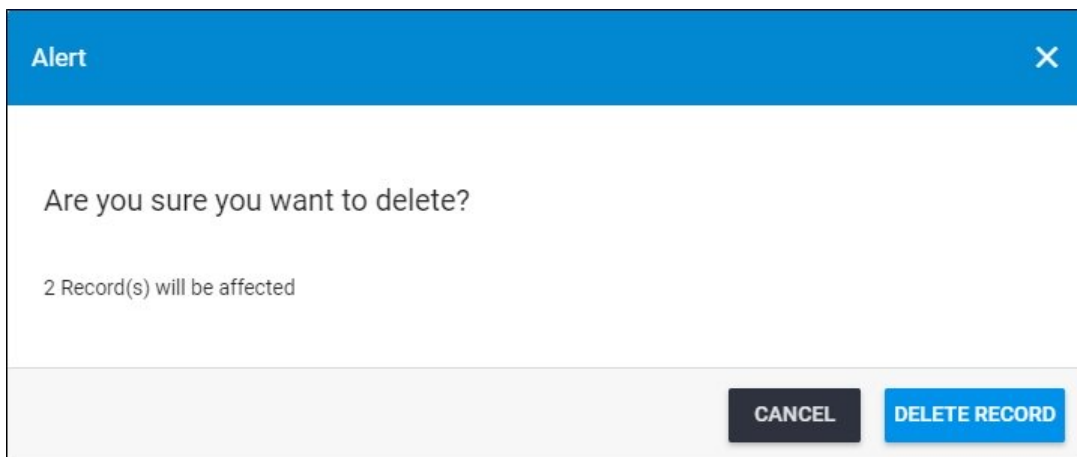 Alert
Are you sure you want to delete?
2 Record(s) will be affected
CANCEL DELETE RECORD